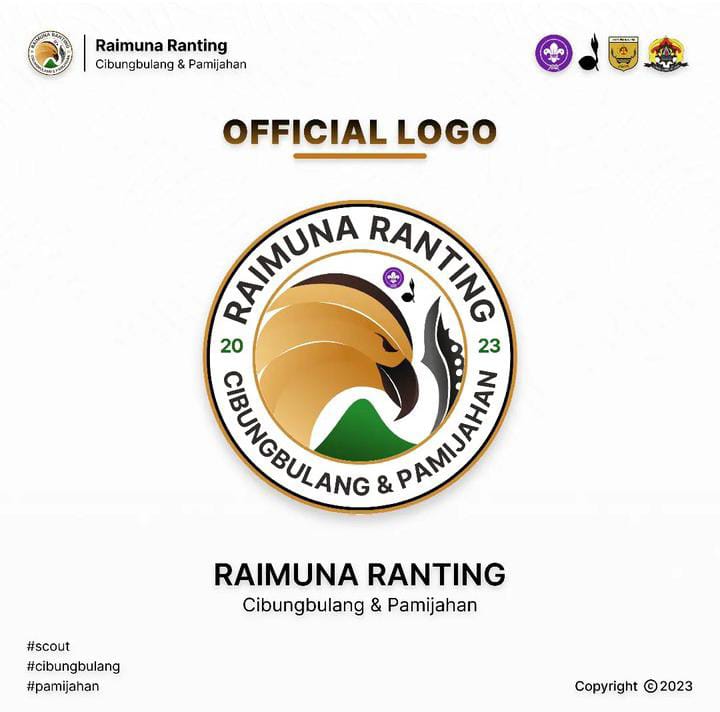 Raimuna Ranting
Cibungbulang & Pamijahan
OFFICIAL LOGO
RAIMUNA RANTING
20
23
CIBUNGBULANG & PAMIJAHAN
RAIMUNA RANTING
Cibungbulang & Pamijahan
#scout
#cibungbulang
#pamijahan
Copyright ©2023